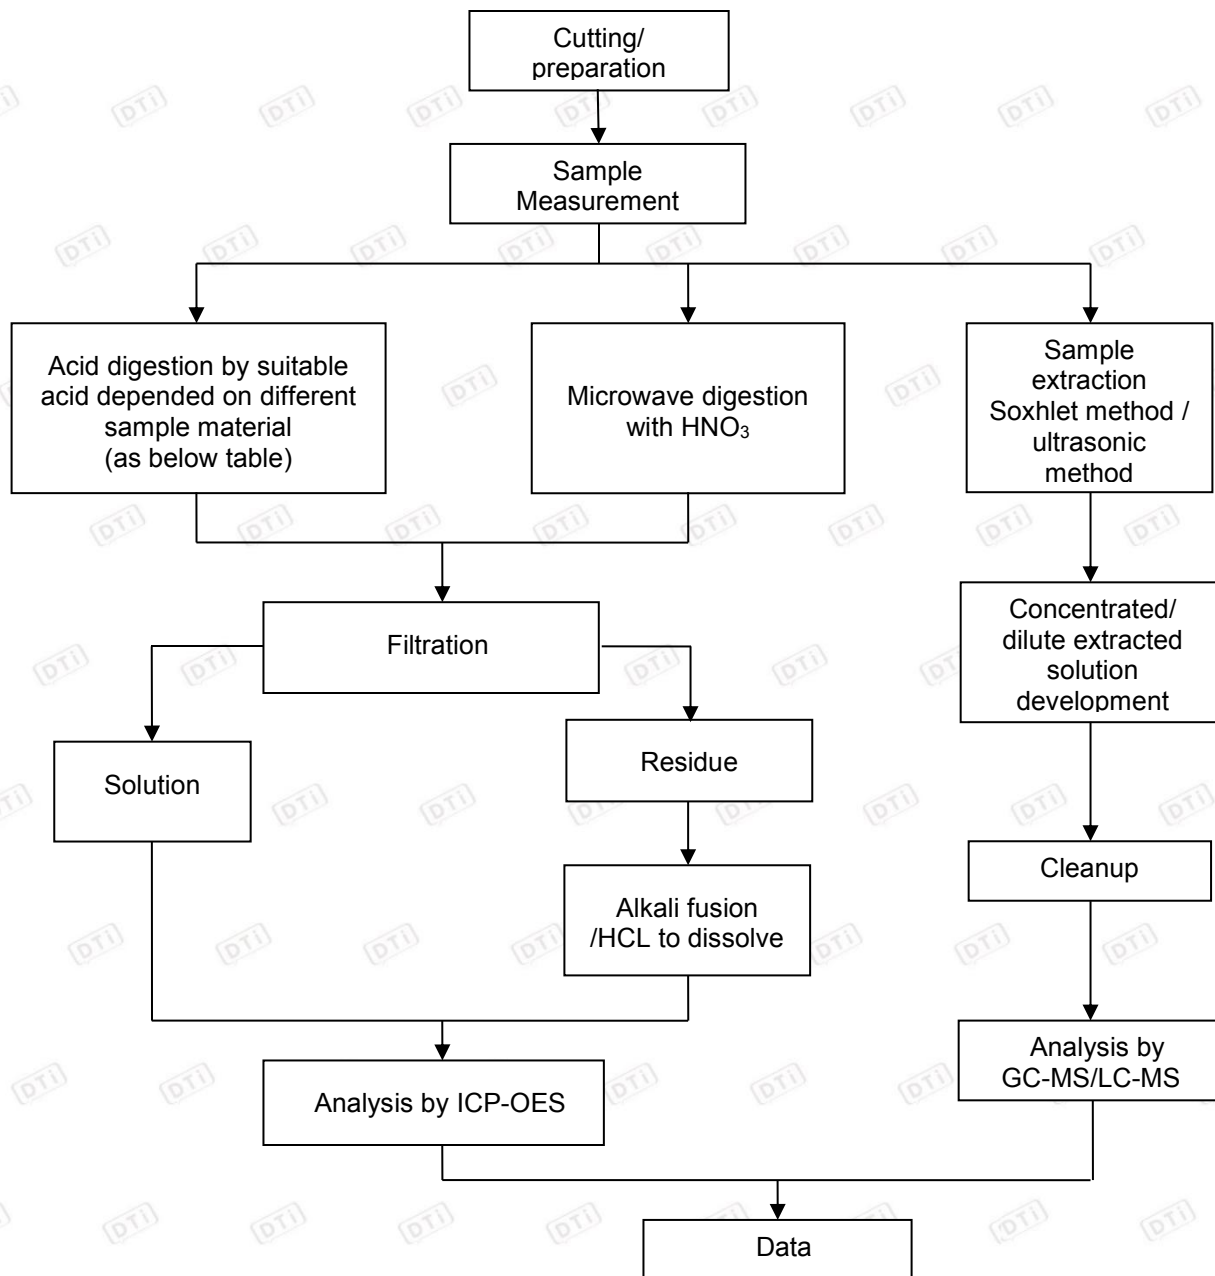 Cutting/
preparation
Sample
Measurement
Acid digestion by suitable
acid depended on different
sample material
(as below table)
Microwave digestion
with HNO₃
Sample
extraction
Soxhlet method /
ultrasonic
method
Filtration
Concentrated/
dilute extracted
solution
development
Solution
Residue
Cleanup
Alkali fusion
/HCL to dissolve
Analysis by ICP-OES
Analysis by
GC-MS/LC-MS
Data
DTi